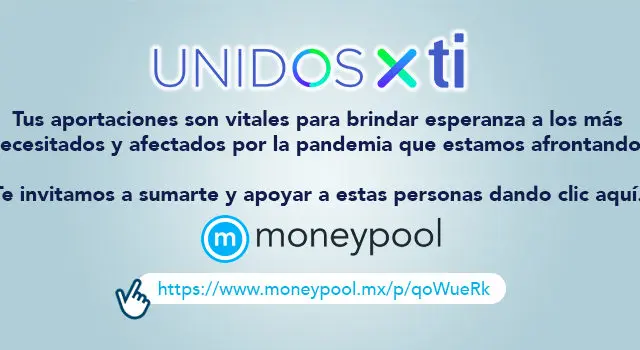 UNIDOS x ti
Tus aportaciones son vitales para brindar esperanza a los más
ecesitados y afectados por la pandemia que estamos afrontando
Te invitamos a sumarte y apoyar a estas personas dando clic aquí.
m moneypool
https://www.moneypool.mx/p/qoWueRk